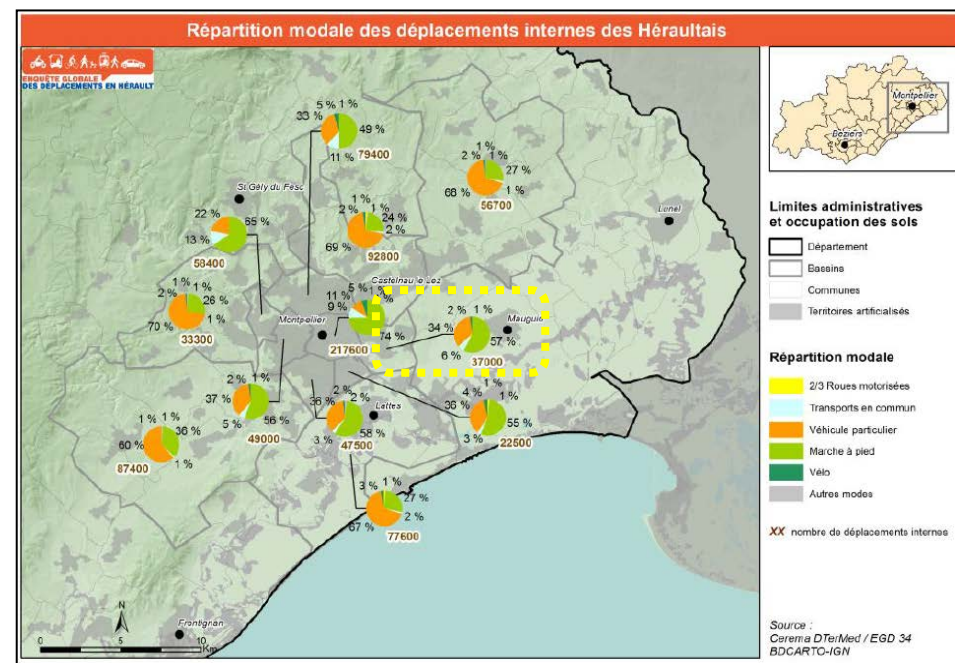 Répartition modale des déplacements internes des Héraultais
ENQUÊTE GLOBALE
DES DÉPLACEMENTS EN HÉRAULT
5 % 1 %
33 %
49 %
11 %
79400
1 %
2 % 1 %
27 %
68 %
1 %
56700
St Gély du Fesc
Lunel
22 %
65 %
13 %
58400
1 %
2 % 1 %
24 %
2 %
69 %
92800
Castelnau le Lez
1 % 1 %
2 %
26 %
1 %
70 %
33300
5 % 1 %
11 %
9 %
74 %
Montpellier
217600
2 % 1 %
34 %
Mauguio
57 %
6 %
37000
2 % 1 %
37 %
56 %
5 %
49000
2 %
2 %
36 %
Lattes
58 %
3 %
47500
1 %
4 % 1 %
36 %
55 %
3 %
22500
1 % 1 %
36 %
60 %
1 %
87400
3 % 1 %
27 %
2 %
67 %
77600
Frontignan
N
0 5 10
Km
Montpellier
Béziers
Limites administratives
et occupation des sols
Département
Bassins
Communes
Territoires artificialisés
Répartition modale
2/3 Roues motorisées
Transports en commun
Véhicule particulier
Marche à pied
Vélo
Autres modes
XX nombre de déplacements internes
Source :
Cerema DTerMed / EGD 34
BDCARTO-IGN